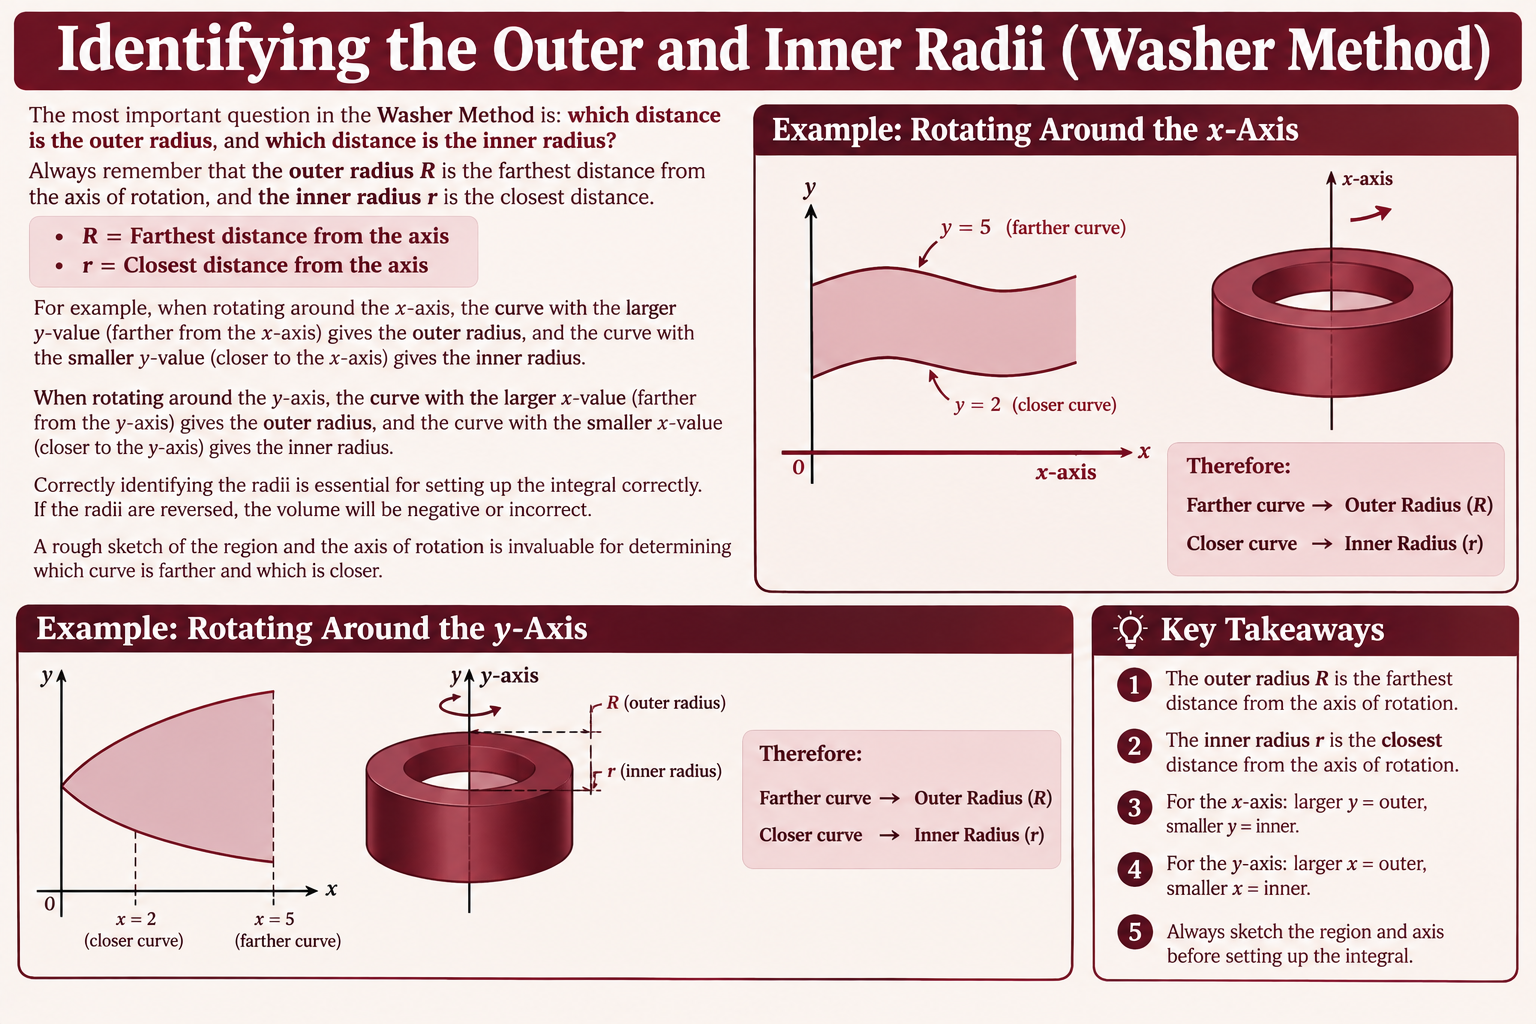 Identifying the Outer and Inner Radii (Washer Method)
The most important question in the Washer Method is: which distance
is the outer radius, and which distance is the inner radius?
Always remember that the outer radius R is the farthest distance from
the axis of rotation, and the inner radius r is the closest distance.
• R = Farthest distance from the axis
• r = Closest distance from the axis
For example, when rotating around the x-axis, the curve with the larger
y-value (farther from the x-axis) gives the outer radius, and the curve with
the smaller y-value (closer to the x-axis) gives the inner radius.
When rotating around the y-axis, the curve with the larger x-value (farther
from the y-axis) gives the outer radius, and the curve with the smaller x-value
(closer to the y-axis) gives the inner radius.
Correctly identifying the radii is essential for setting up the integral correctly.
If the radii are reversed, the volume will be negative or incorrect.
A rough sketch of the region and the axis of rotation is invaluable for determining
which curve is farther and which is closer.
Example: Rotating Around the x-Axis
y
y = 5 (farther curve)
y = 2 (closer curve)
0
x
x-axis
x-axis
Therefore:
Farther curve → Outer Radius (R)
Closer curve → Inner Radius (r)
Example: Rotating Around the y-Axis
y
0
x
x = 2
(closer curve)
x = 5
(farther curve)
y y-axis
R (outer radius)
r (inner radius)
Therefore:
Farther curve → Outer Radius (R)
Closer curve → Inner Radius (r)
Key Takeaways
1 The outer radius R is the farthest
distance from the axis of rotation.
2 The inner radius r is the closest
distance from the axis of rotation.
3 For the x-axis: larger y = outer,
smaller y = inner.
4 For the y-axis: larger x = outer,
smaller x = inner.
5 Always sketch the region and axis
before setting up the integral.